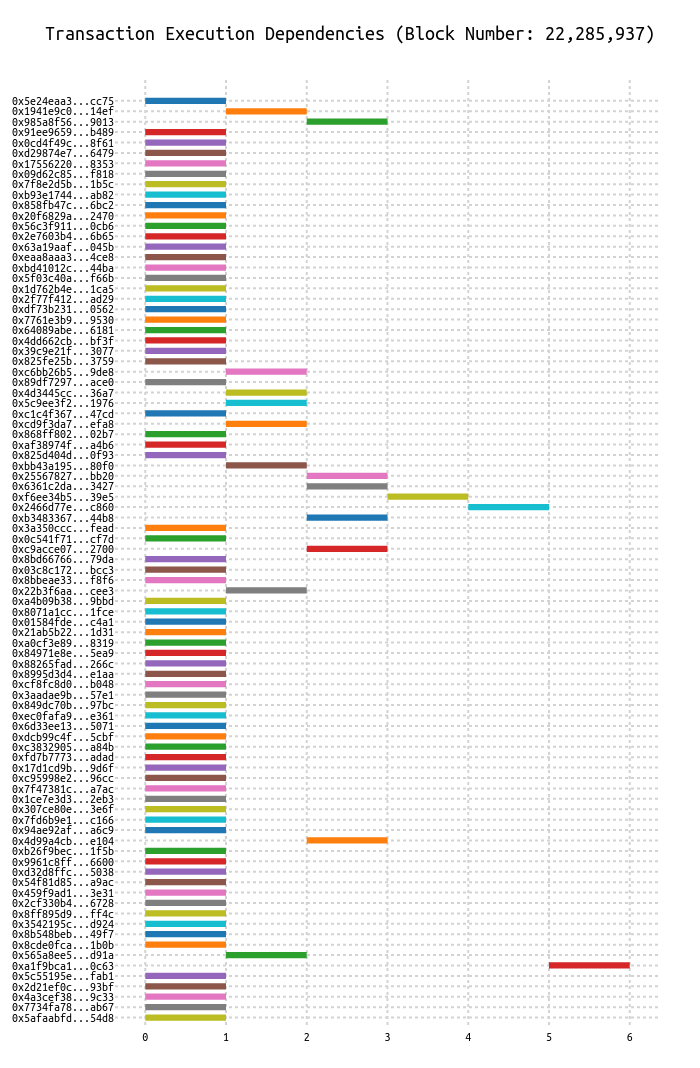 Transaction Execution Dependencies (Block Number: 22,285,937)
0x5e24eaa3...cc75
0x1941e9c0...14ef
0x985a8f56...9013
0x91ee9659...b489
0x0cd4f49c...8f61
0xd29874e7...6479
0x17556220...8353
0x09d62c85...f818
0x7f8e2d5b...1b5c
0xb93e1744...ab82
0x858fb47c...6bc2
0x20f6829a...2470
0x56c3f911...0cb6
0x2e7603b4...6b65
0x63a19aaf...045b
0xeaa8aaa3...4ce8
0xbd41012c...44ba
0x5f03c40a...f66b
0x1d762b4e...1ca5
0x2f77f412...ad29
0xdf73b231...0562
0x7761e3b9...9530
0x64089abe...6181
0x4dd662cb...bf3f
0x39c9e21f...3077
0x825fe25b...3759
0xc6bb26b5...9de8
0x89df7297...ace0
0x4d3445cc...36a7
0x5c9ee3f2...1976
0xc1c4f367...47cd
0xcd9f3da7...efa8
0x868ff802...02b7
0xaf38974f...a4b6
0x825d404d...0f93
0xbb43a195...80f0
0x25567827...bb20
0x6361c2da...3427
0xf6ee34b5...39e5
0x2466d77e...c860
0xb3483367...44b8
0x3a350ccc...fead
0x0c541f71...cf7d
0xc9acce07...2700
0x8bd66766...79da
0x03c8c172...bcc3
0x8bbeae33...f8f6
0x22b3f6aa...cee3
0xa4b09b38...9bbd
0x8071a1cc...1fce
0x01584fde...c4a1
0x21ab5b22...1d31
0xa0cf3e89...8319
0x84971e8e...5ea9
0x88265fad...266c
0x8995d3d4...e1aa
0xcf8fc8d0...b048
0x3aadae9b...57e1
0x849dc70b...97bc
0xec0fafa9...e361
0x6d33ee13...5071
0xdcb99c4f...5cbf
0xc3832905...a84b
0xfd7b7773...adad
0x17d1cd9b...9d6f
0xc95998e2...96cc
0x7f47381c...a7ac
0x1ce7e3d3...2eb3
0x307ce80e...3e6f
0x7fd6b9e1...c166
0x94ae92af...a6c9
0x4d99a4cb...e104
0xb26f9bec...1f5b
0x9961c8ff...6600
0xd32d8ffc...5038
0x54f81d85...a9ac
0x459f9ad1...3e31
0x2cf330b4...6728
0x8ff895d9...ff4c
0x3542195c...d924
0x8b548beb...49f7
0x8cde0fca...1b0b
0x565a8ee5...d91a
0xa1f9bca1...0c63
0x5c55195e...fab1
0x2d21ef0c...93bf
0x4a3cef38...9c33
0x7734fa78...ab67
0x5afaabfd...54d8
0 1 2 3 4 5 6